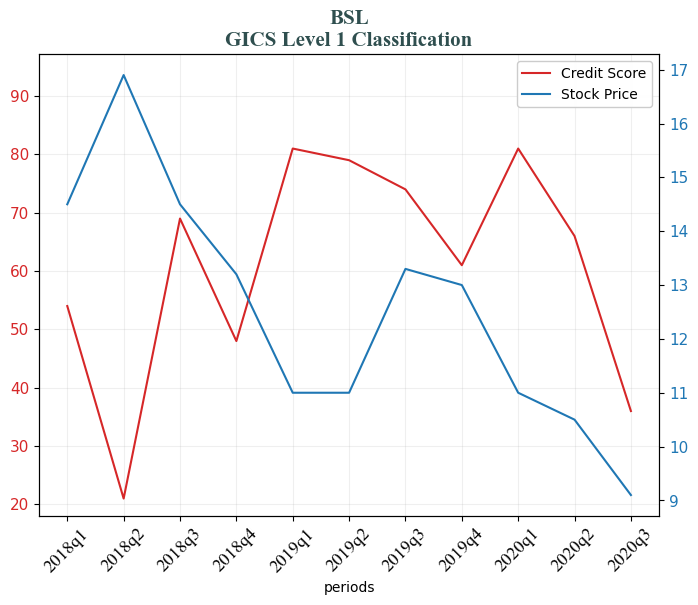 BSL
GICS Level 1 Classification
Credit Score
Stock Price
90
80
70
60
50
40
30
20
17
16
15
14
13
12
11
10
9
2018q1
2018q2
2018q3
2018q4
2019q1
2019q2
2019q3
2019q4
2020q1
2020q2
2020q3
periods